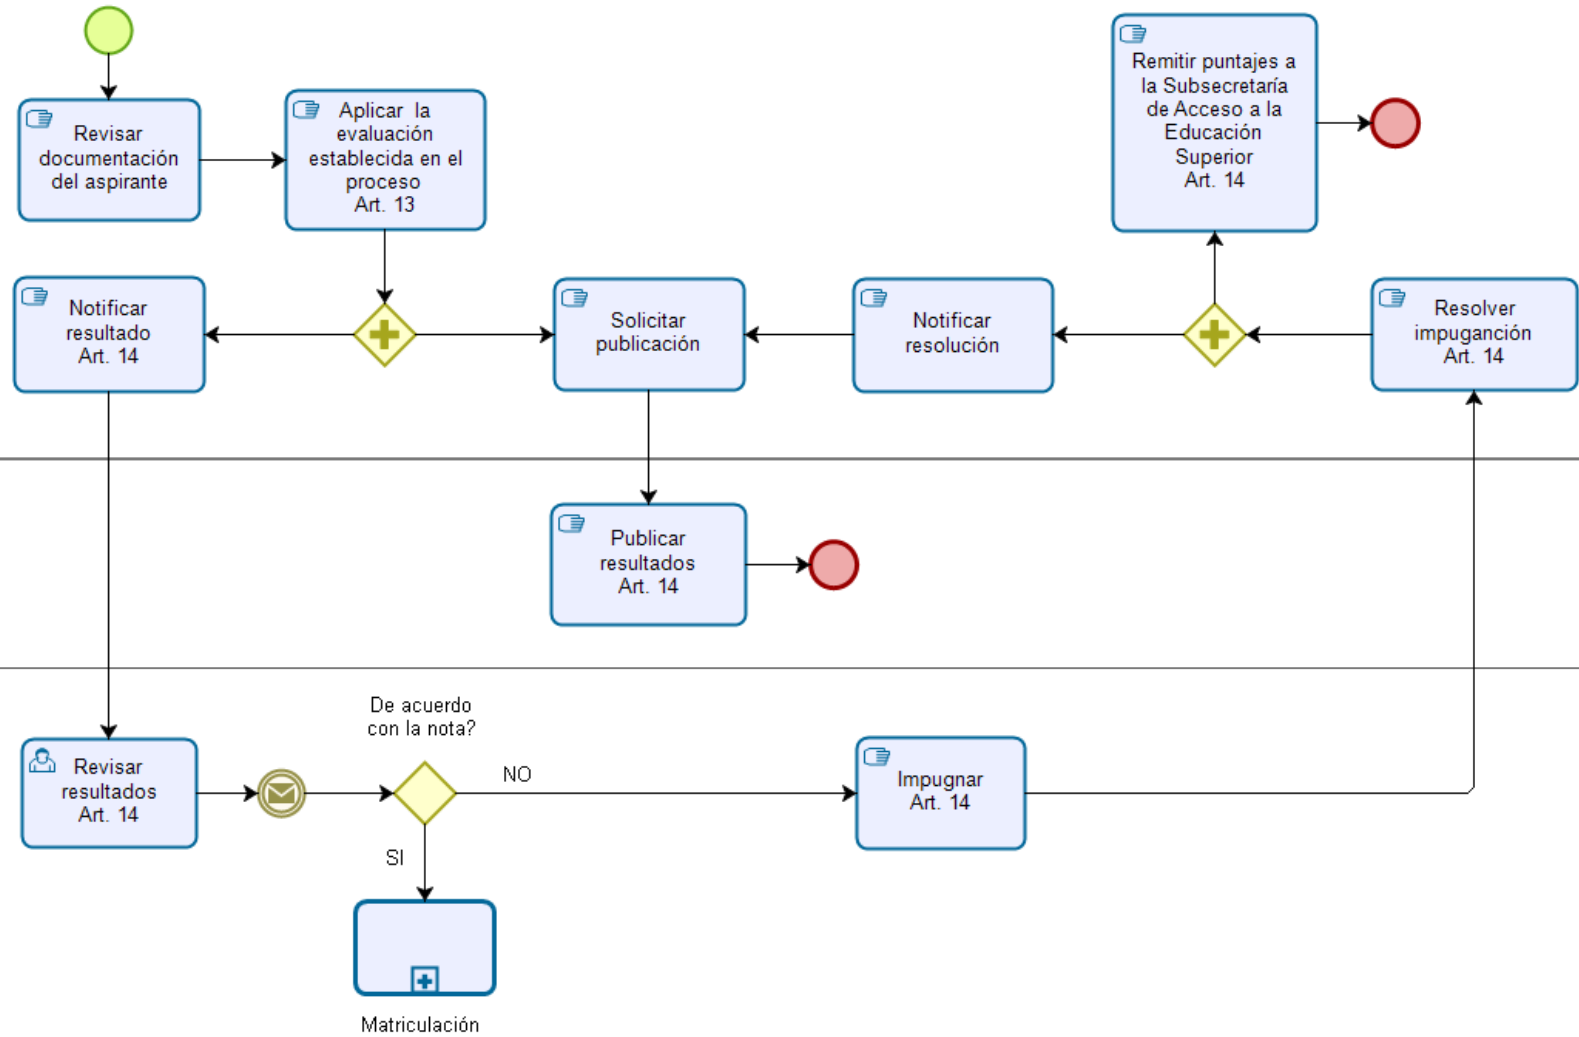 Revisar
documentación
del aspirante
Aplicar la
evaluación
establecida en el
proceso
Art. 13
Remitir puntajes a
la Subsecretaría
de Acceso a la
Educación
Superior
Art. 14
Notificar
resultado
Art. 14
Solicitar
publicación
Notificar
resolución
Resolver
impuganción
Art. 14
Publicar
resultados
Art. 14
De acuerdo
con la nota?
Revisar
resultados
Art. 14
NO
Impugnar
Art. 14
SI
Matriculación